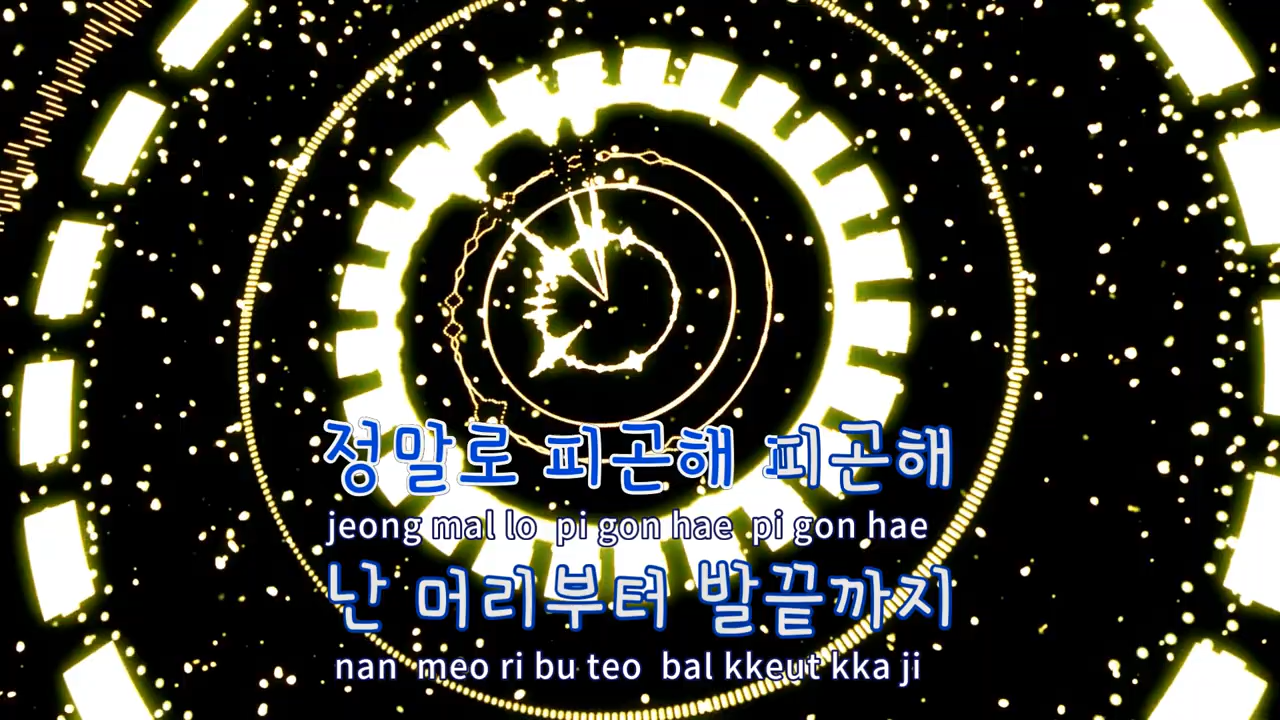 정말로 피곤해 피곤해
jeong mal lo pi gon hae pi gon hae
난 머리부터 발끝까지
nan meo ri bu teo bal kkeut kka ji